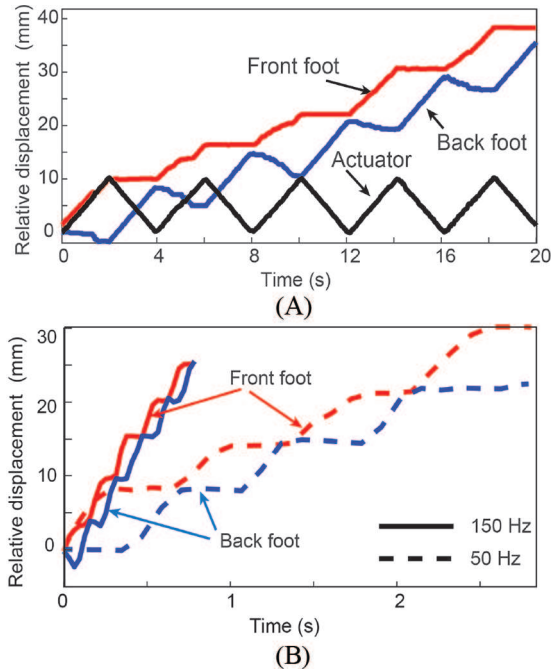 (A)
Relative displacement (mm)
40
30
20
10
0
Front foot
Back foot
Actuator
0 4 8 12 16 20
Time (s)
(A)
Relative displacement (mm)
30
20
10
0
Front foot
Back foot
150 Hz
50 Hz
0 1 2
Time (s)
(B)